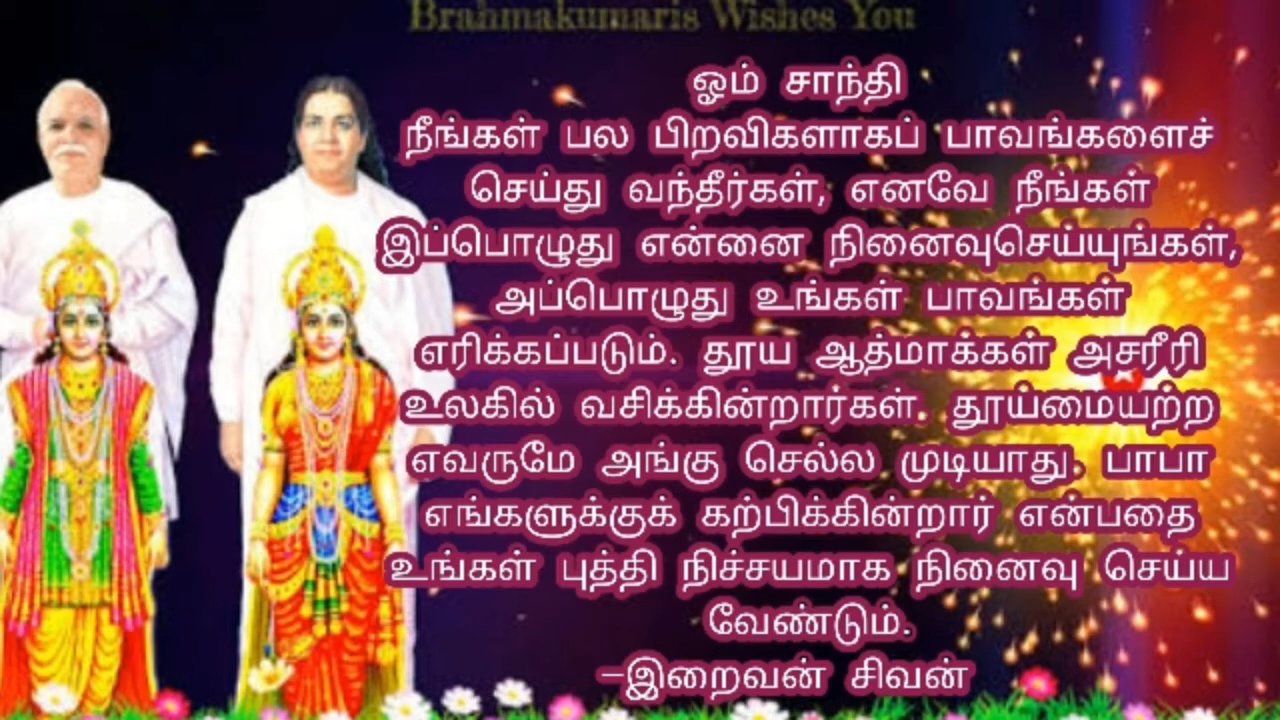 Brahmakumaris Wishes You
ஓம் சாந்தி
நீங்கள் பல பிறவிகளாகப் பாவங்களைச்
செய்து வந்தீர்கள், எனவே நீங்கள்
இப்பொழுது என்னை நினைவுசெய்யுங்கள்,
அப்பொழுது உங்கள் பாவங்கள்
எரிக்கப்படும். தூய ஆத்மாக்கள் அசரீரி
உலகில் வசிக்கின்றார்கள். தூய்மையற்ற
எவருமே அங்கு செல்ல முடியாது. பாபா
எங்களுக்குக் கற்பிக்கின்றார் என்பதை
உங்கள் புத்தி நிச்சயமாக நினைவு செய்ய
வேண்டும்.
-இறைவன் சிவன்